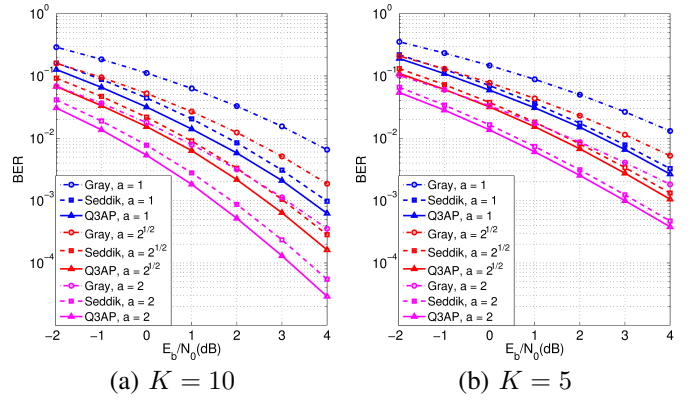 10^0
10^-1
10^-2
10^-3
10^-4
BER
Gray, a = 1
Seddik, a = 1
Q3AP, a = 1
Gray, a = 2^1/2
Seddik, a = 2^1/2
Q3AP, a = 2^1/2
Gray, a = 2
Seddik, a = 2
Q3AP, a = 2
-2 -1 0 1 2 3 4
E_b/N_0(dB)
(a) K = 10
10^0
10^-1
10^-2
10^-3
10^-4
BER
Gray, a = 1
Seddik, a = 1
Q3AP, a = 1
Gray, a = 2^1/2
Seddik, a = 2^1/2
Q3AP, a = 2^1/2
Gray, a = 2
Seddik, a = 2
Q3AP, a = 2
-2 -1 0 1 2 3 4
E_b/N_0(dB)
(b) K = 5